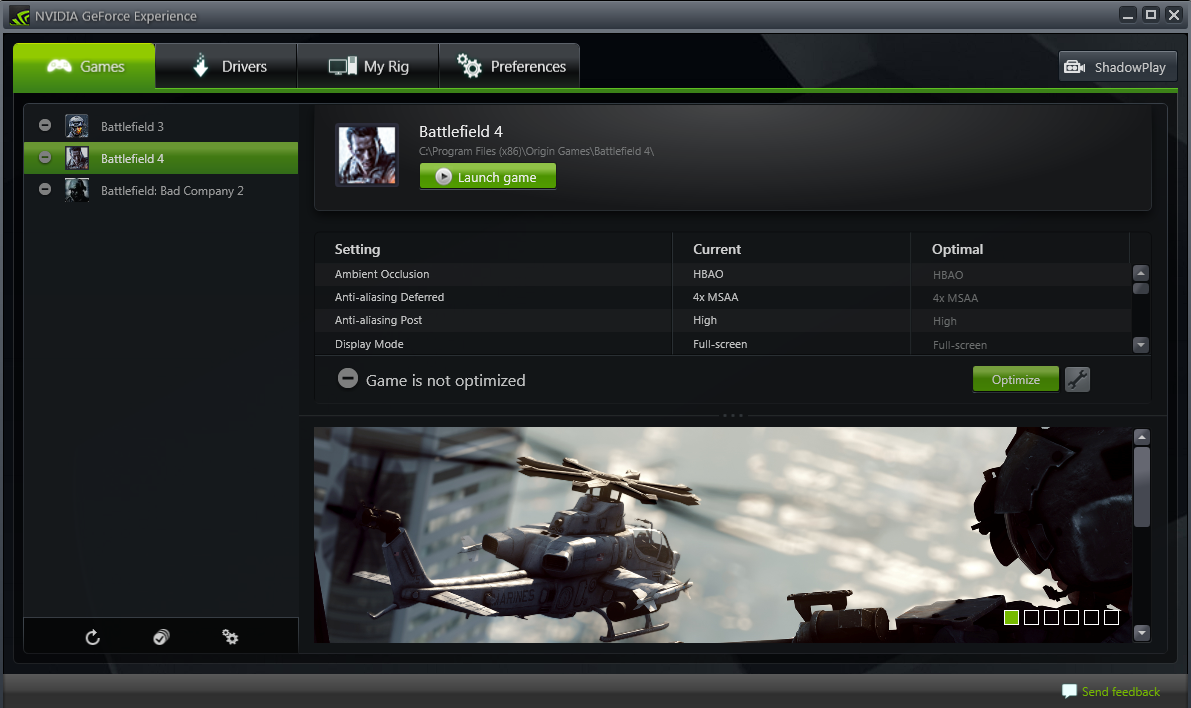 NVIDIA GeForce Experience
Games
Drivers
My Rig
Preferences
ShadowPlay
Battlefield 3
Battlefield 4
Battlefield: Bad Company 2
Battlefield 4
C:\Program Files (x86)\Origin Games\Battlefield 4\
Launch game
Setting Current Optimal
Ambient Occlusion HBAO HBAO
Anti-aliasing Deferred 4x MSAA 4x MSAA
Anti-aliasing Post High High
Display Mode Full-screen Full-screen
Game is not optimized
Optimize
MARINES
Send feedback